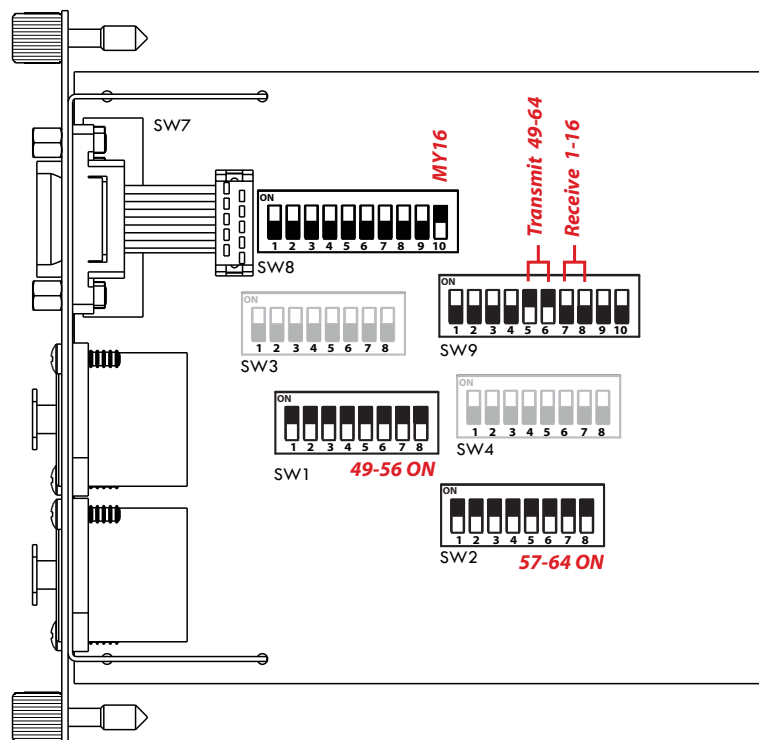 SW7
MY16
Transmit 49-64
Receive 1-16
ON
1 2 3 4 5 6 7 8 9 10
SW8
ON
1 2 3 4 5 6 7 8 9 10
SW9
ON
1 2 3 4 5 6 7 8
SW3
ON
1 2 3 4 5 6 7 8
SW4
ON
1 2 3 4 5 6 7 8
SW1
49-56 ON
ON
1 2 3 4 5 6 7 8
SW2
57-64 ON